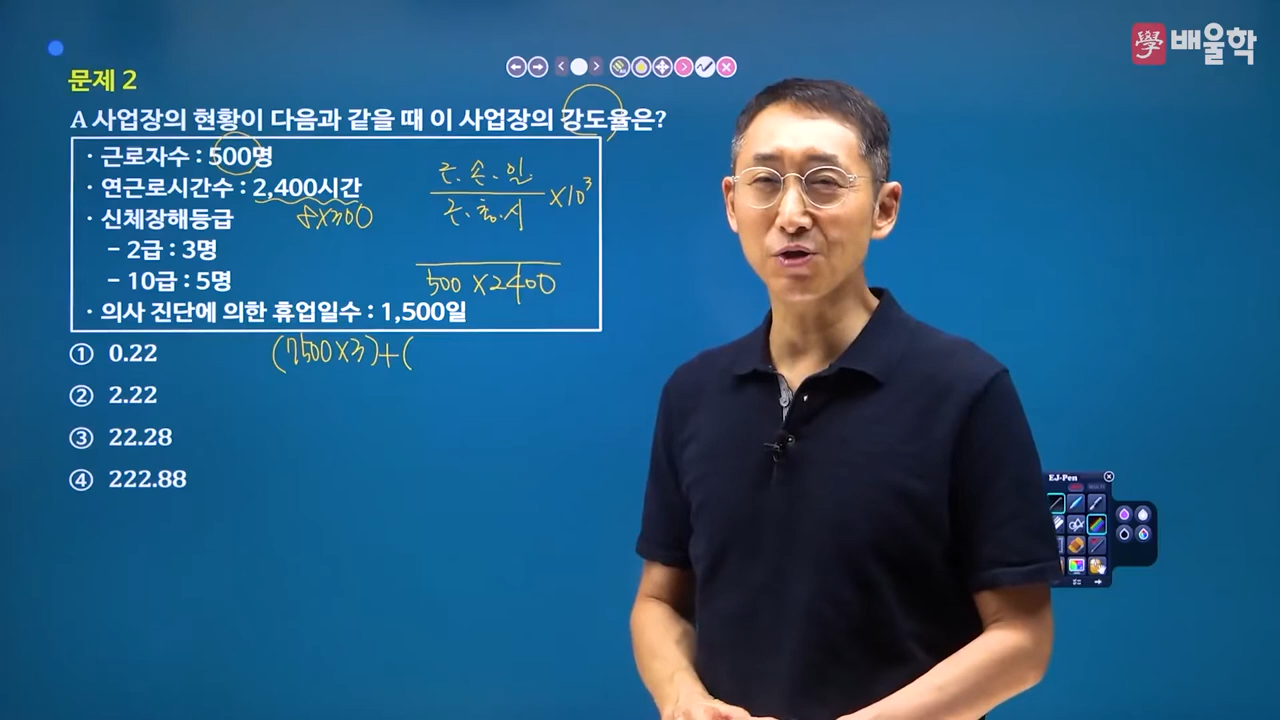 學 배울학
문제 2
A 사업장의 현황이 다음과 같을 때 이 사업장의 강도율은?
· 근로자수 : 500명
· 연근로시간수 : 2,400시간
8×300
· 신체장해등급
- 2급 : 3명
- 10급 : 5명
· 의사 진단에 의한 휴업일수 : 1,500일
근.손.일
근.총.시
×10³
500×2400
(7500×3)+(
① 0.22
② 2.22
③ 22.28
④ 222.88
EJ-Pen